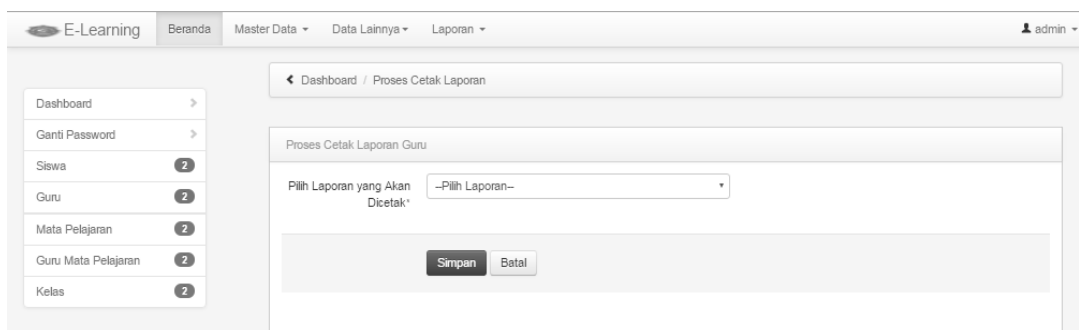 E-Learning Beranda Master Data Data Lainnya Laporan admin
Dashboard / Proses Cetak Laporan
Dashboard
Ganti Password
Siswa 2
Guru 2
Mata Pelajaran 2
Guru Mata Pelajaran 2
Kelas 2
Proses Cetak Laporan Guru
Pilih Laporan yang Akan
Dicetak*
--Pilih Laporan--
Simpan Batal